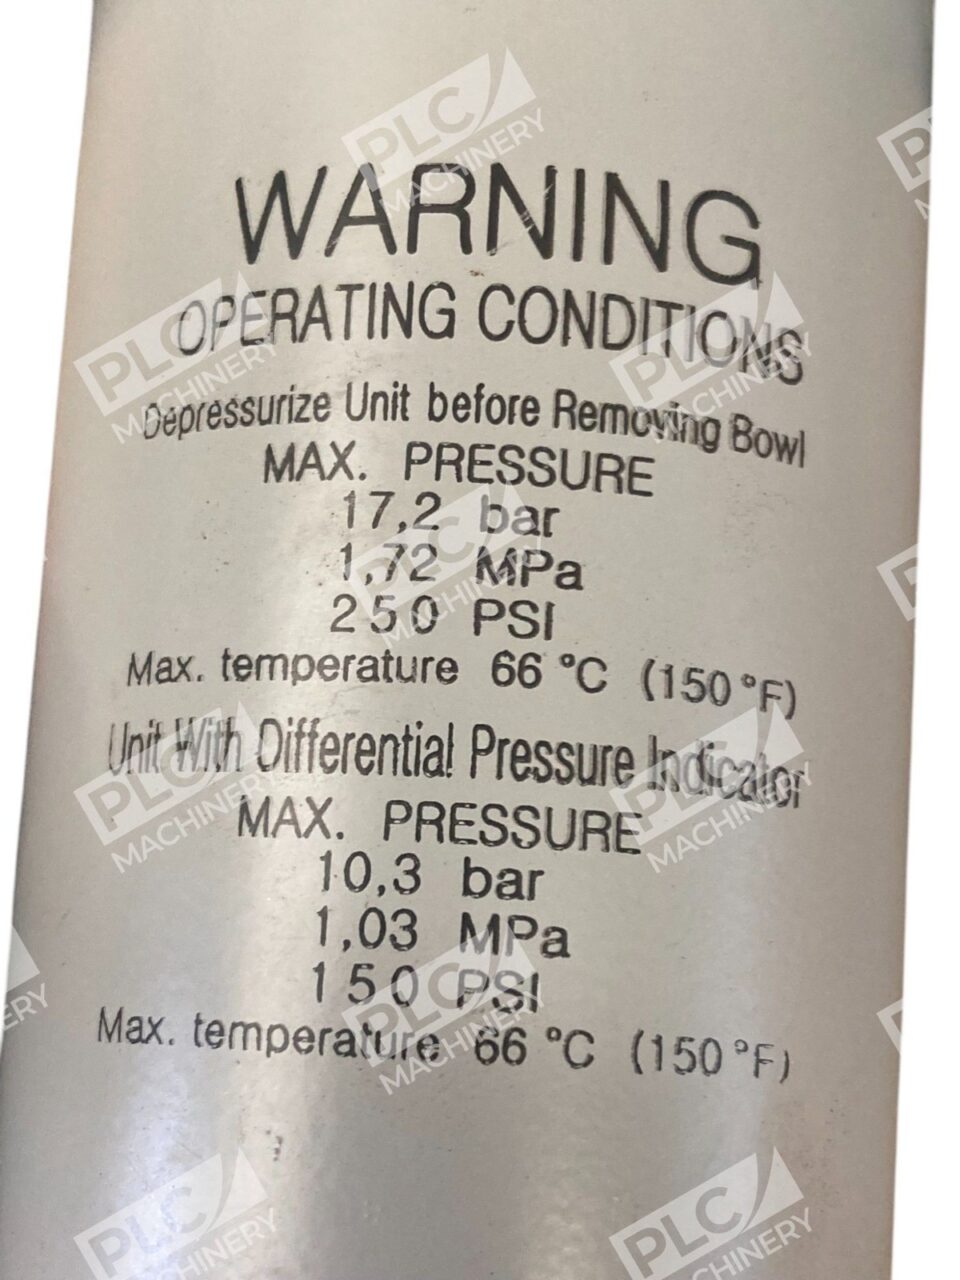 WARNING
OPERATING CONDITIONS
Depressurize Unit before Removing Bowl
MAX. PRESSURE
17,2 bar
1,72 MPa
250 PSI
Max. temperature 66 °C (150 °F)
Unit With Differential Pressure Indicator
MAX. PRESSURE
10,3 bar
1,03 MPa
150 PSI
Max. temperature 66 °C (150 °F)
PLC MACHINERY